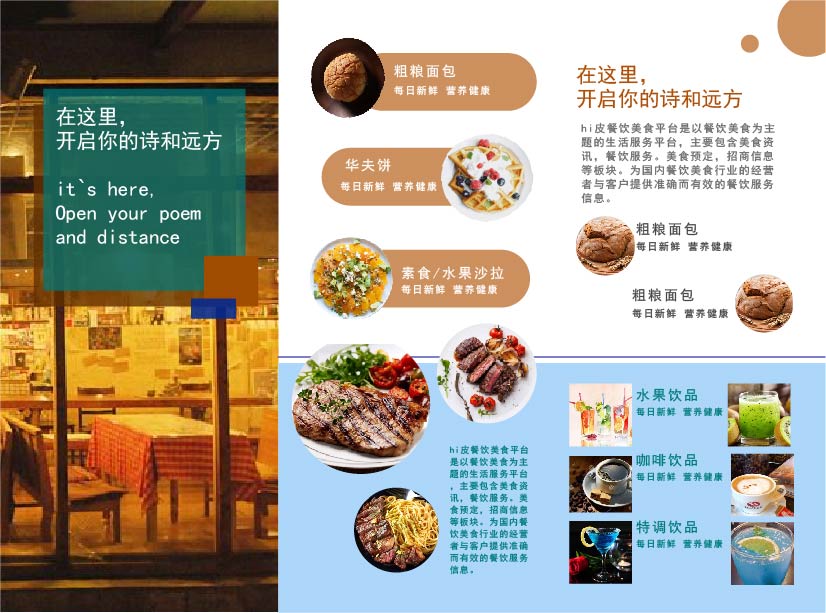 在这里，
开启你的诗和远方
it`s here,
Open your poem
and distance
粗粮面包
每日新鲜 营养健康
华夫饼
每日新鲜 营养健康
素食/水果沙拉
每日新鲜 营养健康
hi皮餐饮美食平台
是以餐饮美食为主
题的生活服务平台
，主要包含美食资
讯，餐饮服务。美
食预定，招商信息
等板块。为国内餐
饮美食行业的经营
者与客户提供准确
而有效的餐饮服务
信息。
在这里，
开启你的诗和远方
hi皮餐饮美食平台是以餐饮美食为主
题的生活服务平台，主要包含美食资
讯，餐饮服务。美食预定，招商信息
等板块。为国内餐饮美食行业的经营
者与客户提供准确而有效的餐饮服务
信息。
粗粮面包
每日新鲜 营养健康
粗粮面包
每日新鲜 营养健康
水果饮品
每日新鲜 营养健康
咖啡饮品
每日新鲜 营养健康
特调饮品
每日新鲜 营养健康